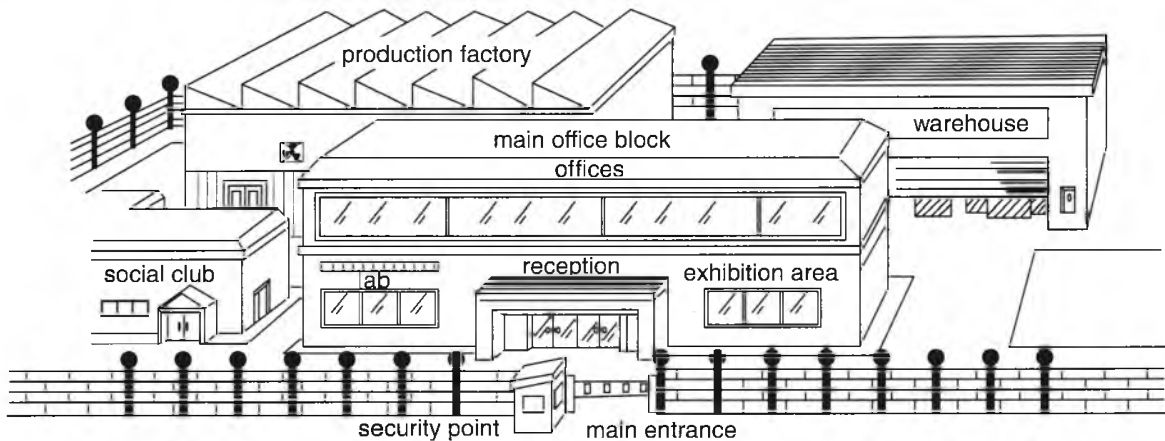 production factory
main office block
warehouse
offices
social club
ab
reception
exhibition area
security point
main entrance